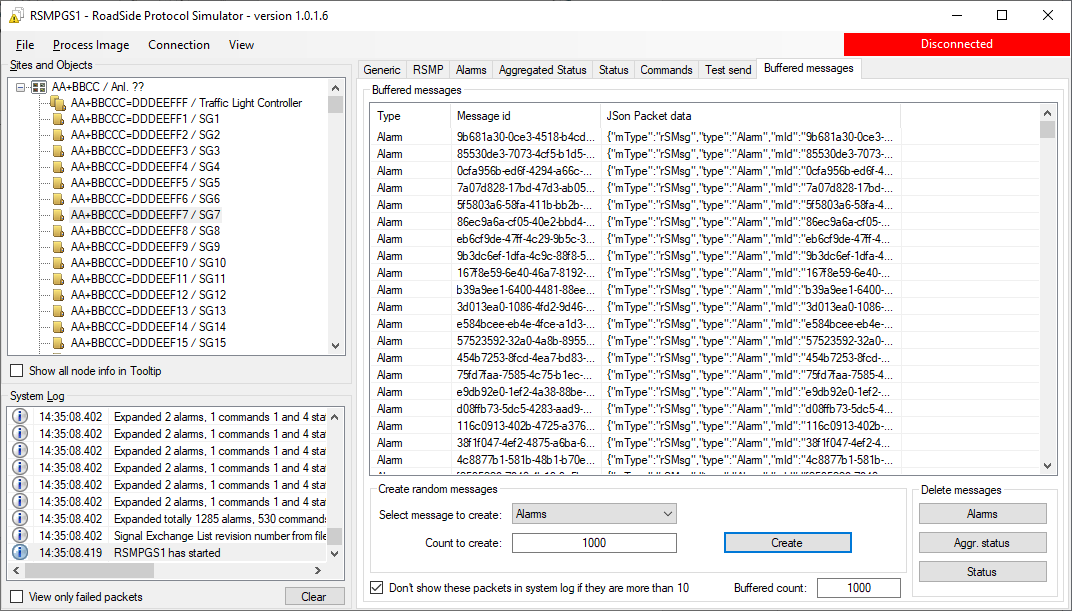 RSMPGS1 - RoadSide Protocol Simulator - version 1.0.1.6
File Process Image Connection View
Disconnected
Sites and Objects
AA+BBCC / Anl. ??
AA+BBCCC=DDDEEFFF / Traffic Light Controller
AA+BBCCC=DDDEEFF1 / SG1
AA+BBCCC=DDDEEFF2 / SG2
AA+BBCCC=DDDEEFF3 / SG3
AA+BBCCC=DDDEEFF4 / SG4
AA+BBCCC=DDDEEFF5 / SG5
AA+BBCCC=DDDEEFF6 / SG6
AA+BBCCC=DDDEEFF7 / SG7
AA+BBCCC=DDDEEFF8 / SG8
AA+BBCCC=DDDEEFF9 / SG9
AA+BBCCC=DDDEEF10 / SG10
AA+BBCCC=DDDEEF11 / SG11
AA+BBCCC=DDDEEF12 / SG12
AA+BBCCC=DDDEEF13 / SG13
AA+BBCCC=DDDEEF14 / SG14
AA+BBCCC=DDDEEF15 / SG15
Show all node info in Tooltip
System Log
14:35:08.402 Expanded 2 alarms, 1 commands 1 and 4 stat
14:35:08.402 Expanded 2 alarms, 1 commands 1 and 4 stat
14:35:08.402 Expanded 2 alarms, 1 commands 1 and 4 stat
14:35:08.402 Expanded 2 alarms, 1 commands 1 and 4 stat
14:35:08.402 Expanded 2 alarms, 1 commands 1 and 4 stat
14:35:08.402 Expanded 2 alarms, 1 commands 1 and 4 stat
14:35:08.402 Expanded totally 1285 alarms, 530 commands
14:35:08.402 Signal Exchange List revision number from file
14:35:08.419 RSMPGS1 has started
View only failed packets
Clear
Generic RSMP Alarms Aggregated Status Status Commands Test send Buffered messages
Buffered messages
Type Message id JSon Packet data
Alarm 9b681a30-0ce3-4518-b4cd... {"mType":"rSMsg","type":"Alarm","mId":"9b681a30-0ce3-...
Alarm 85530de3-7073-4cf5-b1d5-... {"mType":"rSMsg","type":"Alarm","mId":"85530de3-7073-...
Alarm 0cfa956b-ed6f-4294-a66c-... {"mType":"rSMsg","type":"Alarm","mId":"0cfa956b-ed6f-4...
Alarm 7a07d828-17bd-47d3-ab05... {"mType":"rSMsg","type":"Alarm","mId":"7a07d828-17bd-...
Alarm 5f5803a6-58fa-411b-bb2b-... {"mType":"rSMsg","type":"Alarm","mId":"5f5803a6-58fa-4...
Alarm 86ec9a6a-cf05-40e2-bbd4-... {"mType":"rSMsg","type":"Alarm","mId":"86ec9a6a-cf05-...
Alarm eb6cf9de-47ff-4c29-9b5c-3... {"mType":"rSMsg","type":"Alarm","mId":"eb6cf9de-47ff-4...
Alarm 9b3dc6ef-1dfa-4c9c-88f8-5... {"mType":"rSMsg","type":"Alarm","mId":"9b3dc6ef-1dfa-4...
Alarm 167f8e59-6e40-46a7-8192-... {"mType":"rSMsg","type":"Alarm","mId":"167f8e59-6e40-...
Alarm b39a9ee1-6400-4481-88ee... {"mType":"rSMsg","type":"Alarm","mId":"b39a9ee1-6400-...
Alarm 3d013ea0-1086-4fd2-9d46-... {"mType":"rSMsg","type":"Alarm","mId":"3d013ea0-1086-...
Alarm e584bcee-eb4e-4fce-a1d3-... {"mType":"rSMsg","type":"Alarm","mId":"e584bcee-eb4e-...
Alarm 57523592-32a0-4a8b-8955... {"mType":"rSMsg","type":"Alarm","mId":"57523592-32a0-...
Alarm 454b7253-8fcd-4ea7-bd83-... {"mType":"rSMsg","type":"Alarm","mId":"454b7253-8fcd-...
Alarm 75fd7faa-7585-4c75-b1ec-... {"mType":"rSMsg","type":"Alarm","mId":"75fd7faa-7585-4...
Alarm e9db92e0-1ef2-4a38-88be-... {"mType":"rSMsg","type":"Alarm","mId":"e9db92e0-1ef2-...
Alarm d08ffb73-5dc5-4283-aad9-... {"mType":"rSMsg","type":"Alarm","mId":"d08ffb73-5dc5-4...
Alarm 116c0913-402b-4725-a376... {"mType":"rSMsg","type":"Alarm","mId":"116c0913-402b-...
Alarm 38f1f047-4ef2-4875-a6ba-6... {"mType":"rSMsg","type":"Alarm","mId":"38f1f047-4ef2-4...
Alarm 4c8877b1-581b-48b1-b70e... {"mType":"rSMsg","type":"Alarm","mId":"4c8877b1-581b-...
Create random messages
Select message to create: Alarms
Count to create: 1000 Create
Don't show these packets in system log if they are more than 10 Buffered count: 1000
Delete messages
Alarms
Aggr. status
Status